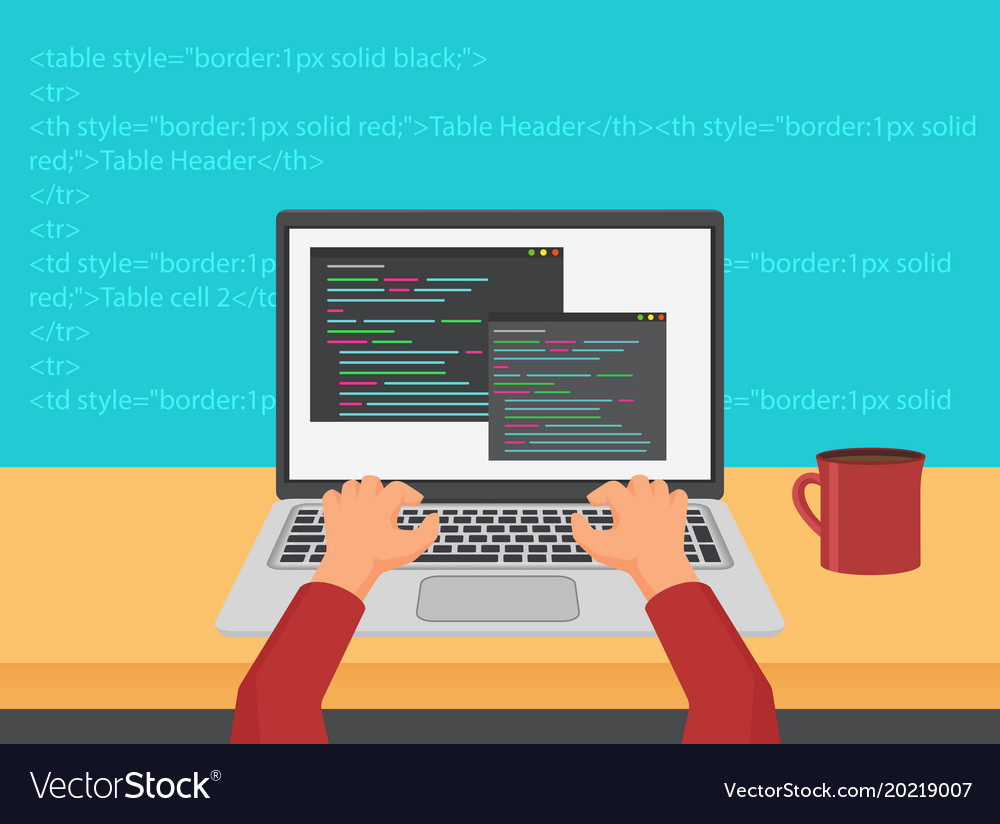 <table style="border:1px solid black;">
<tr>
<th style="border:1px solid red;">Table Header</th><th style="border:1px solid
red;">Table Header</th>
</tr>
<tr>
<td style="border:1p e="border:1px solid
red;">Table cell 2</td
</tr>
<tr>
<td style="border:1p e="border:1px solid
VectorStock®
VectorStock.com/20219007